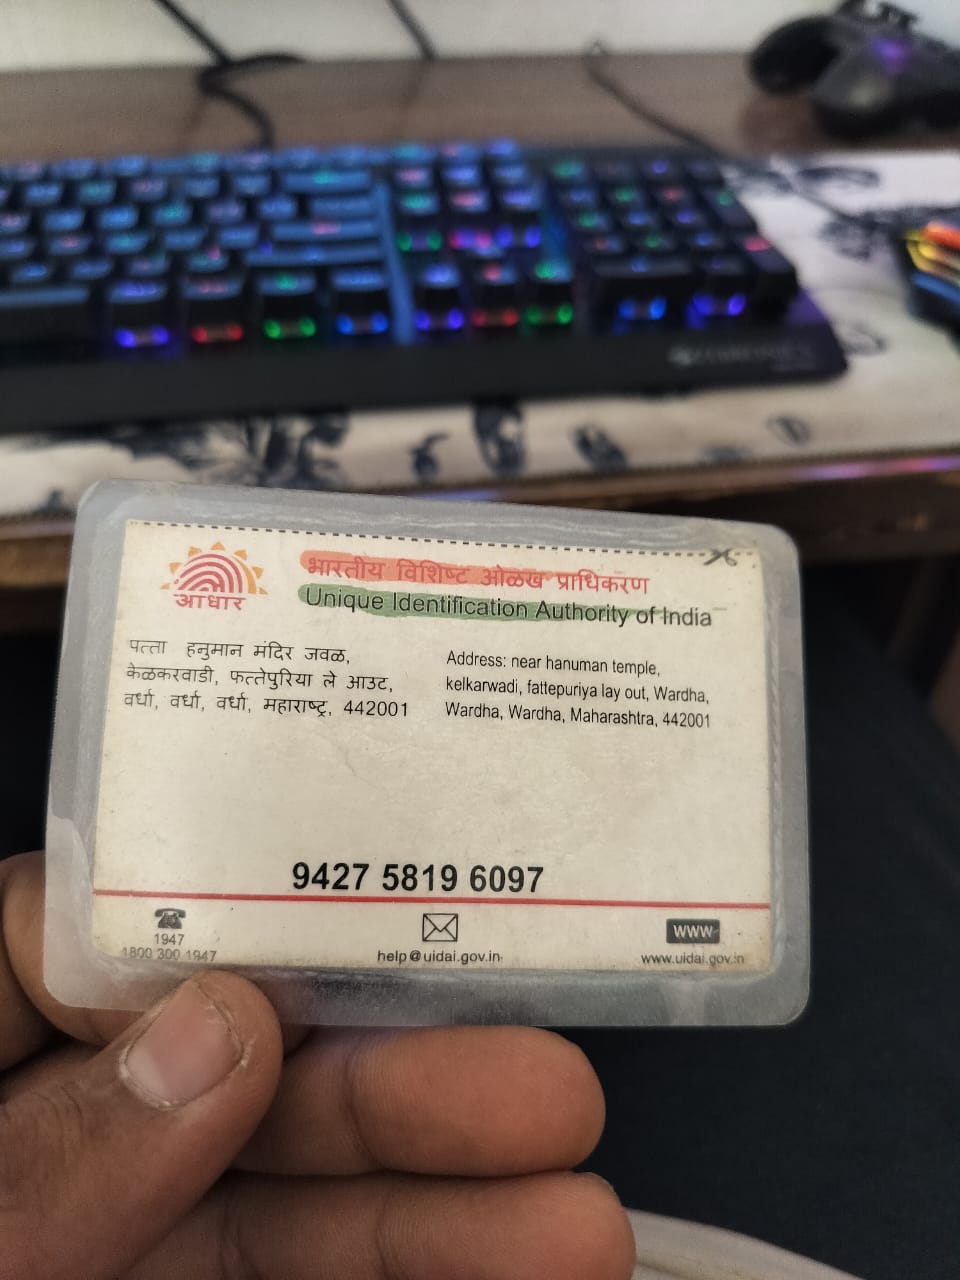 आधार
भारतीय विशिष्ट ओळख प्राधिकरण
Unique Identification Authority of India
पत्ता हनुमान मंदिर जवळ,
केळकरवाडी, फत्तेपुरिया ले आउट,
वर्धा, वर्धा, वर्धा, महाराष्ट्र, 442001
Address: near hanuman temple,
kelkarwadi, fattepuriya lay out, Wardha,
Wardha, Wardha, Maharashtra, 442001
9427 5819 6097
1947
1800 300 1947
help@uidai.gov.in
WWW
www.uidai.gov.in